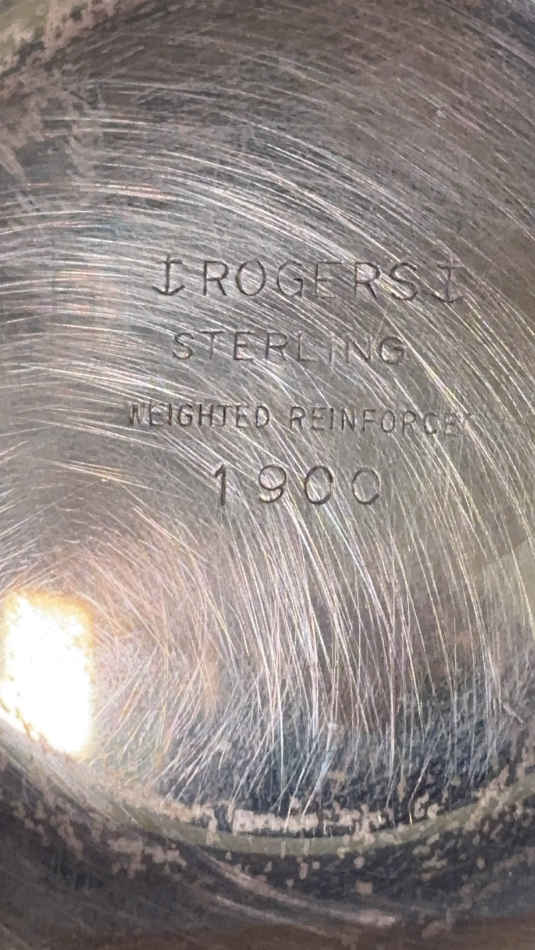 ⚓ROGERS⚓
STERLING
WEIGHTED REINFORCED
1900